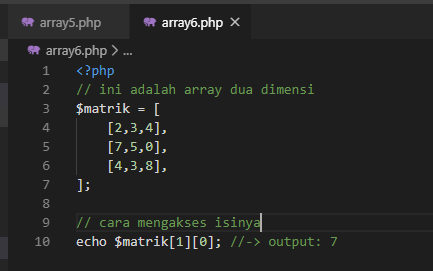 array5.php
array6.php
array6.php > ...
1 <?php
2 // ini adalah array dua dimensi
3 $matrik = [
4     [2,3,4],
5     [7,5,0],
6     [4,3,8],
7 ];
8
9 // cara mengakses isinya
10 echo $matrik[1][0]; //-> output: 7